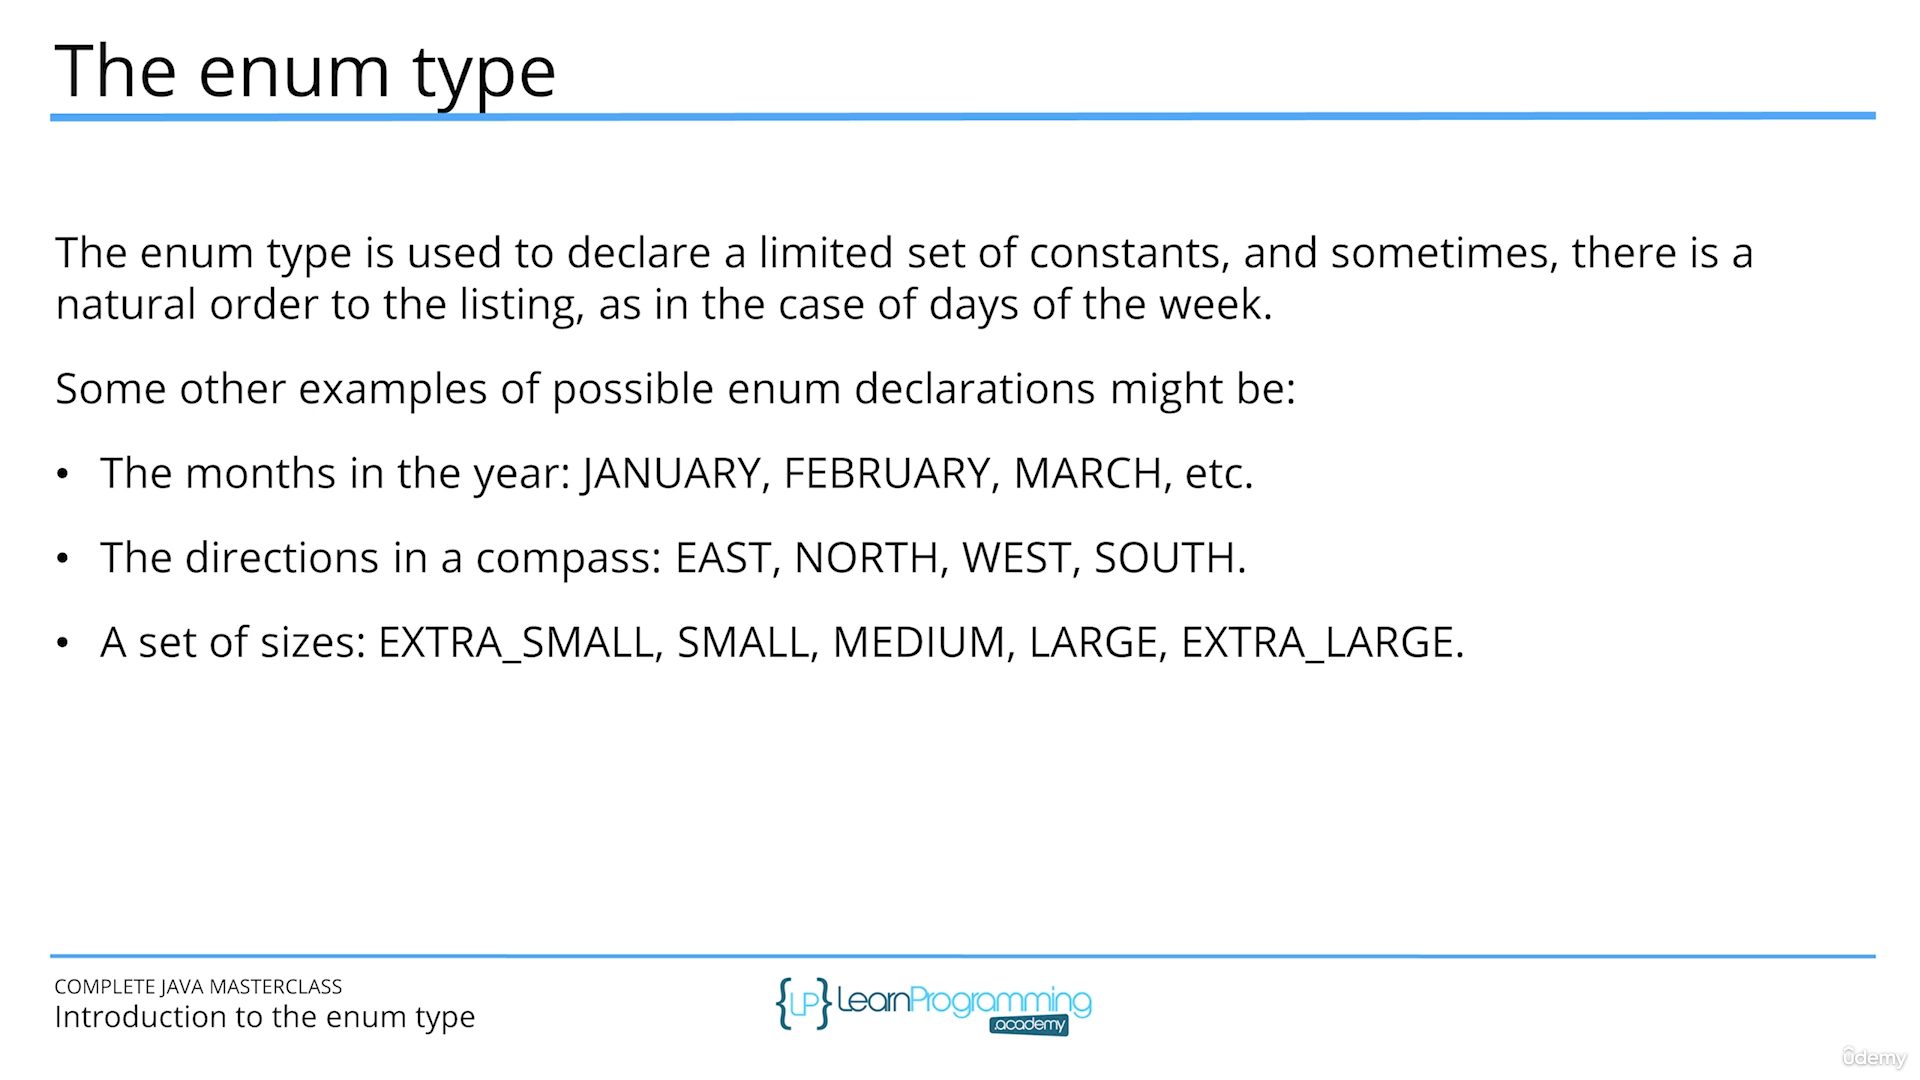 The enum type
The enum type is used to declare a limited set of constants, and sometimes, there is a
natural order to the listing, as in the case of days of the week.
Some other examples of possible enum declarations might be:
• The months in the year: JANUARY, FEBRUARY, MARCH, etc.
• The directions in a compass: EAST, NORTH, WEST, SOUTH.
• A set of sizes: EXTRA_SMALL, SMALL, MEDIUM, LARGE, EXTRA_LARGE.
COMPLETE JAVA MASTERCLASS
Introduction to the enum type
{LP} LearnProgramming
.academy
udemy